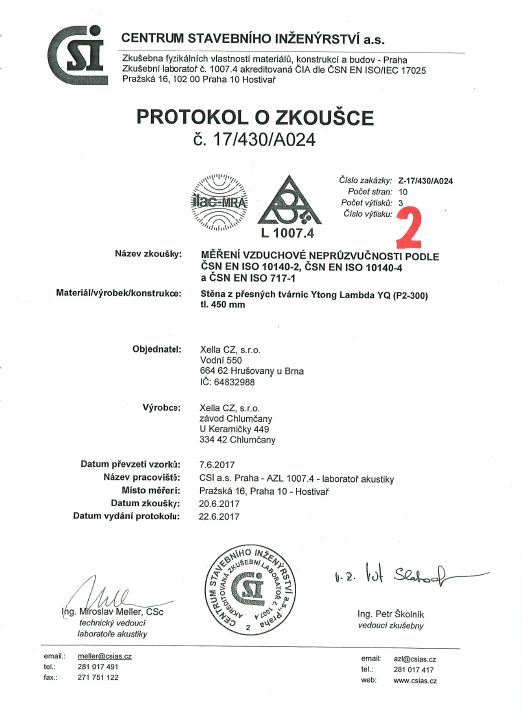 CSI
CENTRUM STAVEBNÍHO INŽENÝRSTVÍ a.s.
Zkušebna fyzikálních vlastností materiálů, konstrukcí a budov - Praha
Zkušební laboratoř č. 1007.4 akreditovaná ČIA dle ČSN EN ISO/IEC 17025
Pražská 16, 102 00 Praha 10 Hostivař
PROTOKOL O ZKOUŠCE
č. 17/430/A024
ilac-MRA
L 1007.4
Číslo zakázky: Z-17/430/A024
Počet stran: 10
Počet výtisků: 3
Číslo výtisku: 2
Název zkoušky: MĚŘENÍ VZDUCHOVÉ NEPRŮZVUČNOSTI PODLE
ČSN EN ISO 10140-2, ČSN EN ISO 10140-4
a ČSN EN ISO 717-1
Materiál/výrobek/konstrukce: Stěna z přesných tvárnic Ytong Lambda YQ (P2-300)
tl. 450 mm
Objednatel: Xella CZ, s.r.o.
Vodní 550
664 62 Hrušovany u Brna
IČ: 64832988
Výrobce: Xella CZ, s.r.o.
závod Chlumčany
U Keramičky 449
334 42 Chlumčany
Datum převzetí vzorků: 7.6.2017
Název pracoviště: CSI a.s. Praha - AZL 1007.4 - laboratoř akustiky
Místo měření: Pražská 16, Praha 10 - Hostivař
Datum zkoušky: 20.6.2017
Datum vydání protokolu: 22.6.2017
CENTRUM STAVEBNÍHO INŽENÝRSTVÍ a.s. Praha
AKREDITOVANÁ ZKUŠEBNÍ LABORATOŘ č. 1007.4
CSI
2
Ing. Miroslav Meller, CSc
technický vedoucí
laboratoře akustiky
Ing. Petr Školník
vedoucí zkušebny
email.: meller@csias.cz
tel.: 281 017 491
fax.: 271 751 122
email: azl@csias.cz
tel.: 281 017 417
web: www.csias.cz